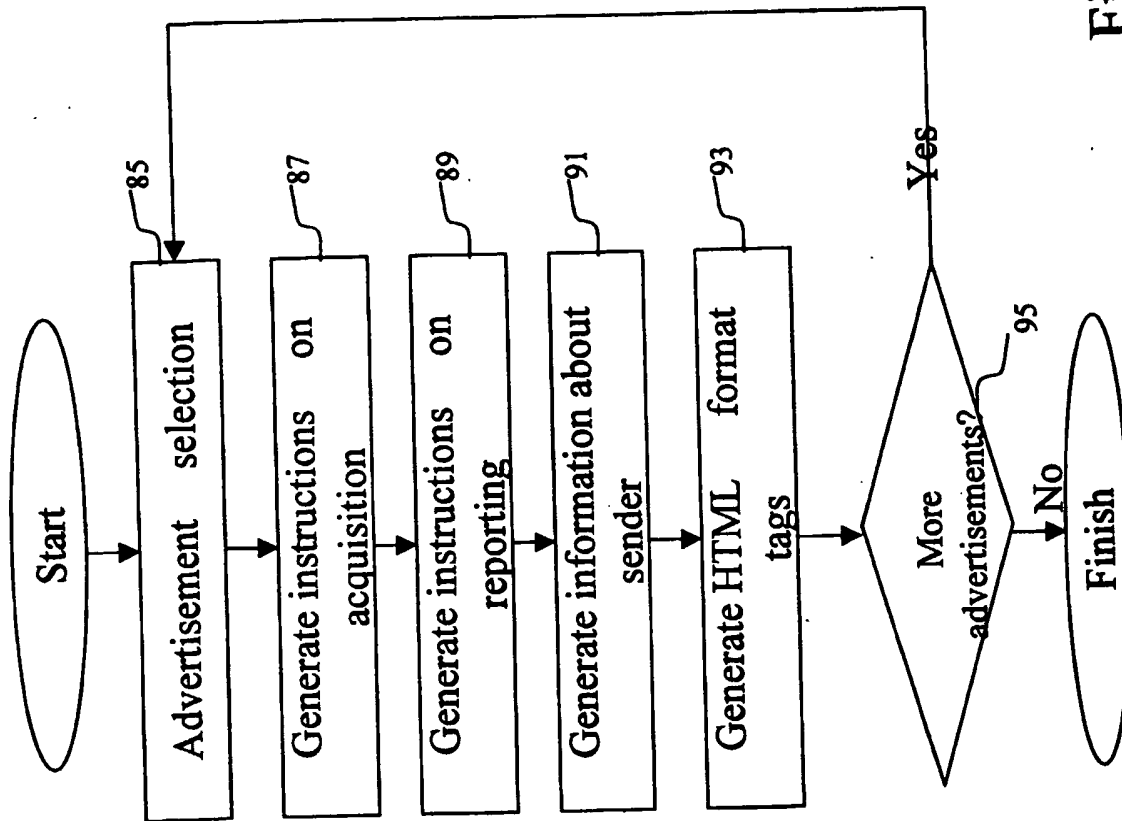 Start
Advertisement selection
85
Generate instructions on
acquisition
87
Generate instructions on
reporting
89
Generate information about
sender
91
Generate HTML format
tags
93
More
advertisements?
95
Yes
No
Finish